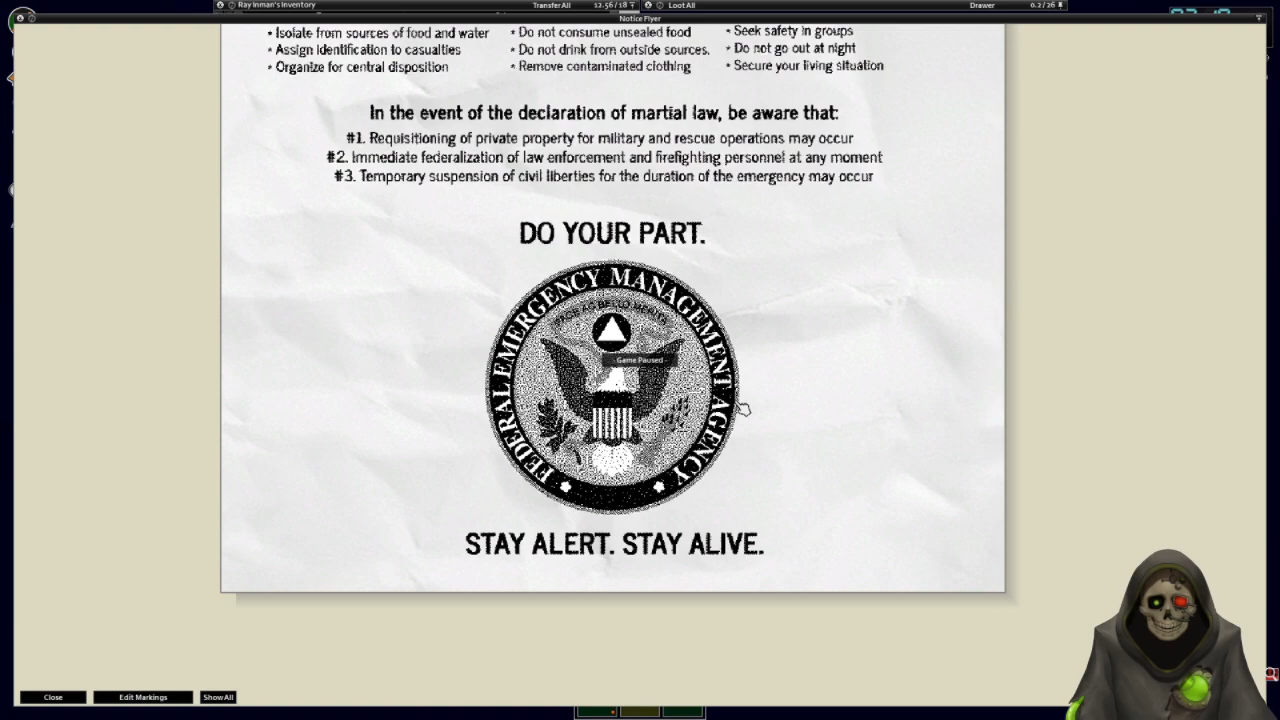 Ray Inman's Inventory Transfer All 12.56 / 18 Loot All Drawer 0.2 / 26
Notice Flyer
• Isolate from sources of food and water • Do not consume unsealed food • Seek safety in groups
• Assign identification to casualties • Do not drink from outside sources. • Do not go out at night
• Organize for central disposition • Remove contaminated clothing • Secure your living situation
In the event of the declaration of martial law, be aware that:
#1. Requisitioning of private property for military and rescue operations may occur
#2. Immediate federalization of law enforcement and firefighting personnel at any moment
#3. Temporary suspension of civil liberties for the duration of the emergency may occur
DO YOUR PART.
FEDERAL EMERGENCY MANAGEMENT AGENCY
- Game Paused -
STAY ALERT. STAY ALIVE.
Close Edit Markings Show All